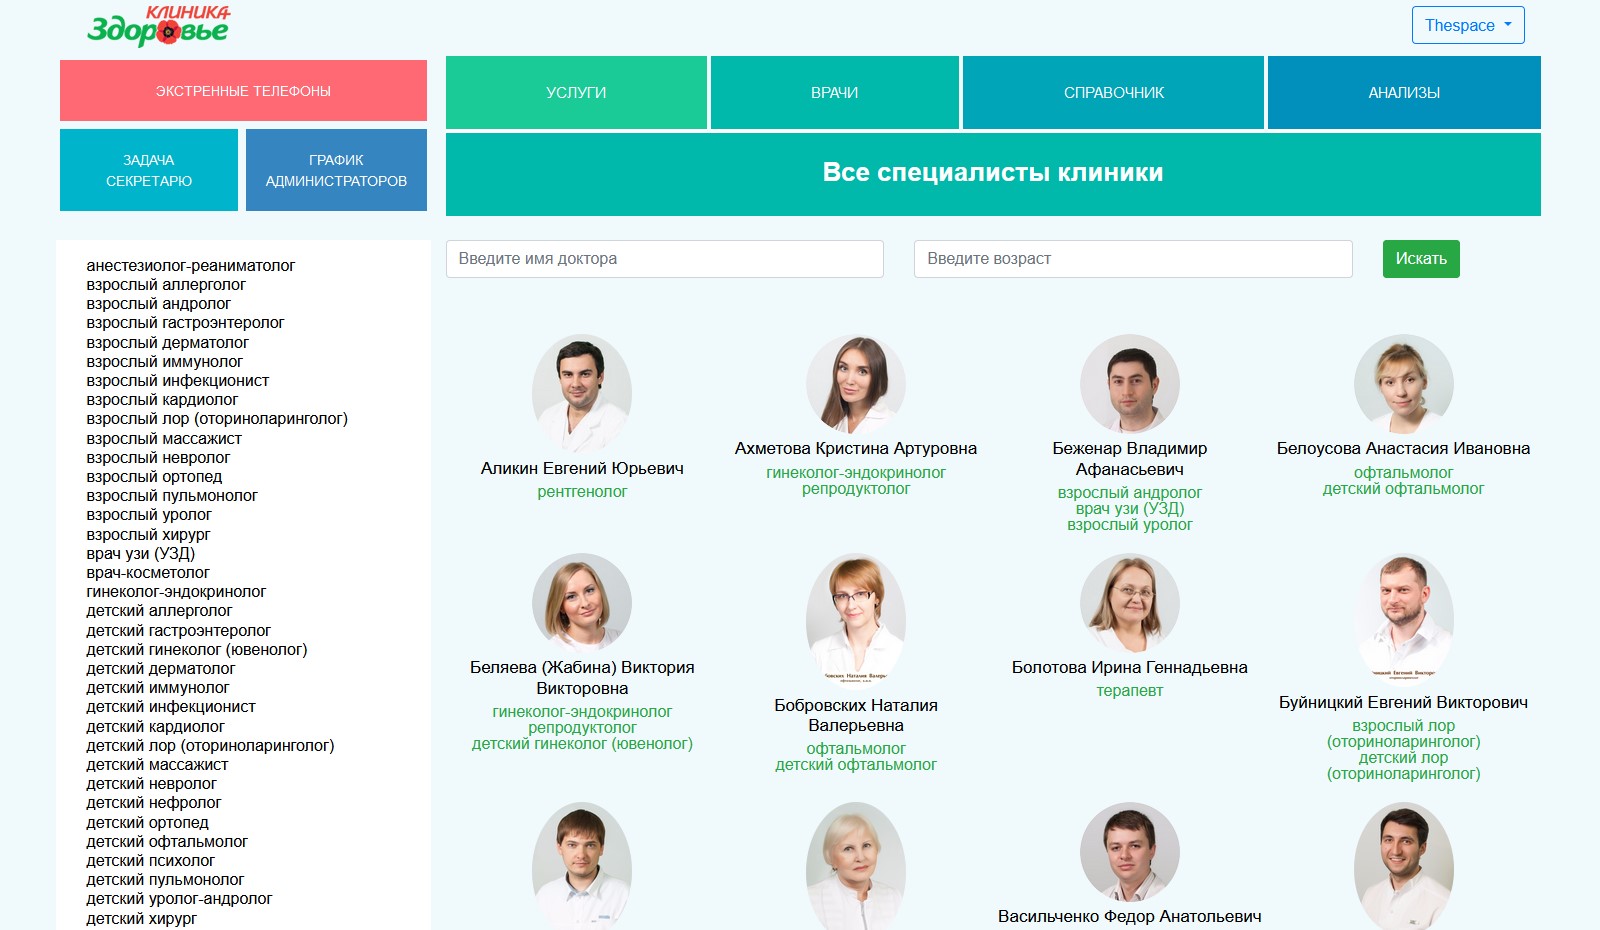 КЛИНИКА
Здоровье
Thespace
ЭКСТРЕННЫЕ ТЕЛЕФОНЫ
ЗАДАЧА
СЕКРЕТАРЮ
ГРАФИК
АДМИНИСТРАТОРОВ
УСЛУГИ
ВРАЧИ
СПРАВОЧНИК
АНАЛИЗЫ
Все специалисты клиники
анестезиолог-реаниматолог
взрослый аллерголог
взрослый андролог
взрослый гастроэнтеролог
взрослый дерматолог
взрослый иммунолог
взрослый инфекционист
взрослый кардиолог
взрослый лор (оториноларинголог)
взрослый массажист
взрослый невролог
взрослый ортопед
взрослый пульмонолог
взрослый уролог
взрослый хирург
врач узи (УЗД)
врач-косметолог
гинеколог-эндокринолог
детский аллерголог
детский гастроэнтеролог
детский гинеколог (ювенолог)
детский дерматолог
детский иммунолог
детский инфекционист
детский кардиолог
детский лор (оториноларинголог)
детский массажист
детский невролог
детский нефролог
детский ортопед
детский офтальмолог
детский психолог
детский пульмонолог
детский уролог-андролог
детский хирург
Введите имя доктора
Введите возраст
Искать
Аликин Евгений Юрьевич
рентгенолог
Ахметова Кристина Артуровна
гинеколог-эндокринолог
репродуктолог
Беженар Владимир
Афанасьевич
взрослый андролог
врач узи (УЗД)
взрослый уролог
Белоусова Анастасия Ивановна
офтальмолог
детский офтальмолог
Беляева (Жабина) Виктория
Викторовна
гинеколог-эндокринолог
репродуктолог
детский гинеколог (ювенолог)
Бобровских Наталия
Валерьевна
офтальмолог
детский офтальмолог
Болотова Ирина Геннадьевна
терапевт
Буйницкий Евгений Викторович
взрослый лор
(оториноларинголог)
детский лор
(оториноларинголог)
Васильченко Федор Анатольевич